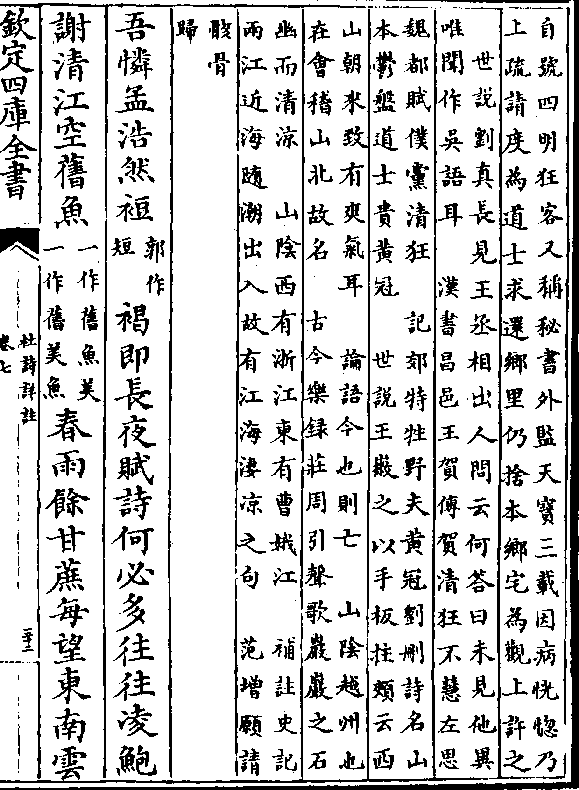 自號四明狂客又稱秘書外監天寶三載因病恍惚乃
上疏請度為道士求還鄉里仍捨本鄉宅為觀上許之
世說劉真長見王丞相出人問云何答曰未見他異
唯聞作吳語耳　漢書昌邑王賀傳賀清狂不慧左思
魏都賦僕黨清狂　記郊特牲野夫黄冠劉刪詩名山
本鬱盤道士貴黄冠　世說王徽之以手板拄頰云西
山朝來致有爽氣耳　論語今也則亡　山陰越州也
在會稽山北故名　古今樂録莊周引聲歌巖巖之石
幽而清涼　山陰西有浙江東有曹娥江　補註史記
兩江近海隨潮出入故有江海淒凉之句　范増願請
骸骨
歸
吾憐孟浩然裋郭作
短褐即長夜賦詩何必多往往凌鮑
謝清江空舊魚一作舊魚美
一作舊美魚春雨餘甘蔗每望東南雲
欽定四庫全書
杜詩詳註
卷七
二十二